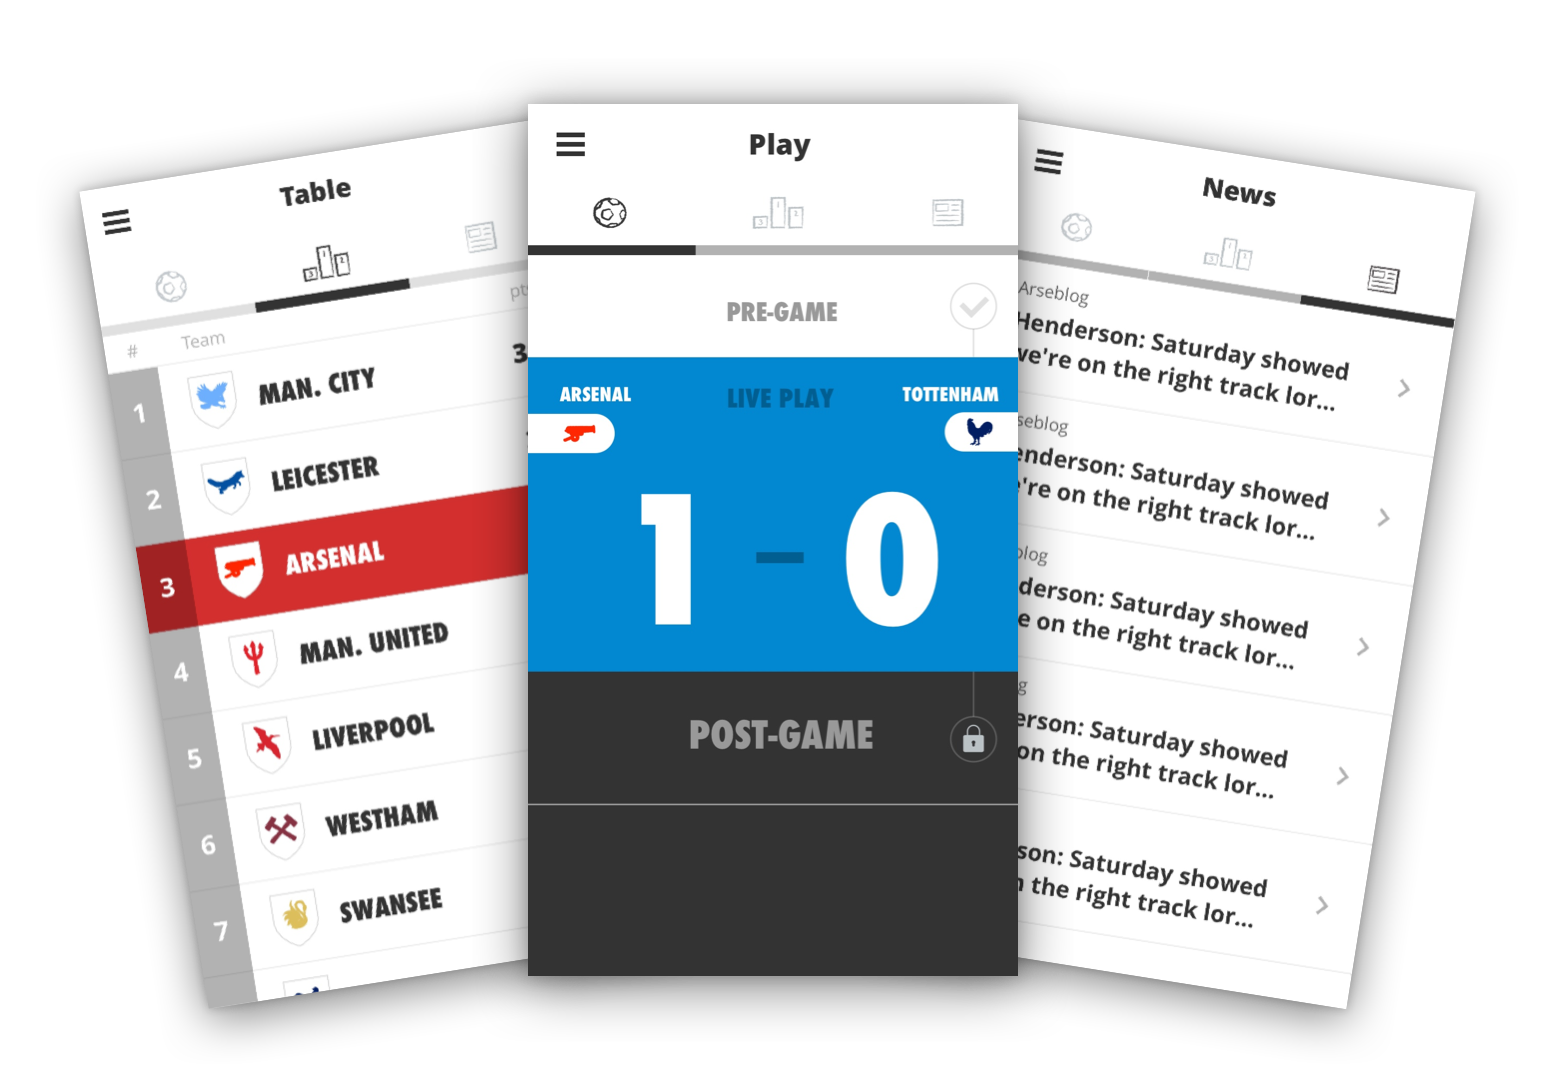 Table
#
Team
pts
1
MAN. CITY
3
2
LEICESTER
3
ARSENAL
4
MAN. UNITED
5
LIVERPOOL
6
WESTHAM
7
SWANSEE
Play
3 1 2
PRE-GAME
ARSENAL
LIVE PLAY
TOTTENHAM
1 - 0
POST-GAME
News
Arseblog
Henderson: Saturday showed
we're on the right track lor...
seblog
enderson: Saturday showed
're on the right track lor...
blog
derson: Saturday showed
e on the right track lor...
g
erson: Saturday showed
on the right track lor...
son: Saturday showed
the right track lor...